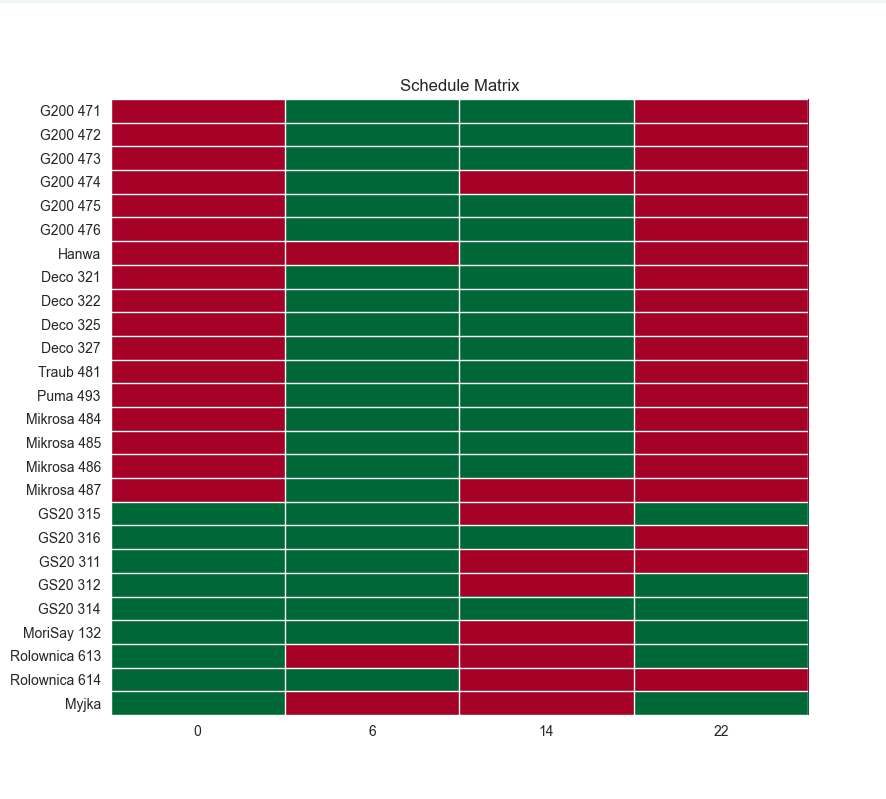 Schedule Matrix
G200 471
G200 472
G200 473
G200 474
G200 475
G200 476
Hanwa
Deco 321
Deco 322
Deco 325
Deco 327
Traub 481
Puma 493
Mikrosa 484
Mikrosa 485
Mikrosa 486
Mikrosa 487
GS20 315
GS20 316
GS20 311
GS20 312
GS20 314
MoriSay 132
Rolownica 613
Rolownica 614
Myjka
0 6 14 22